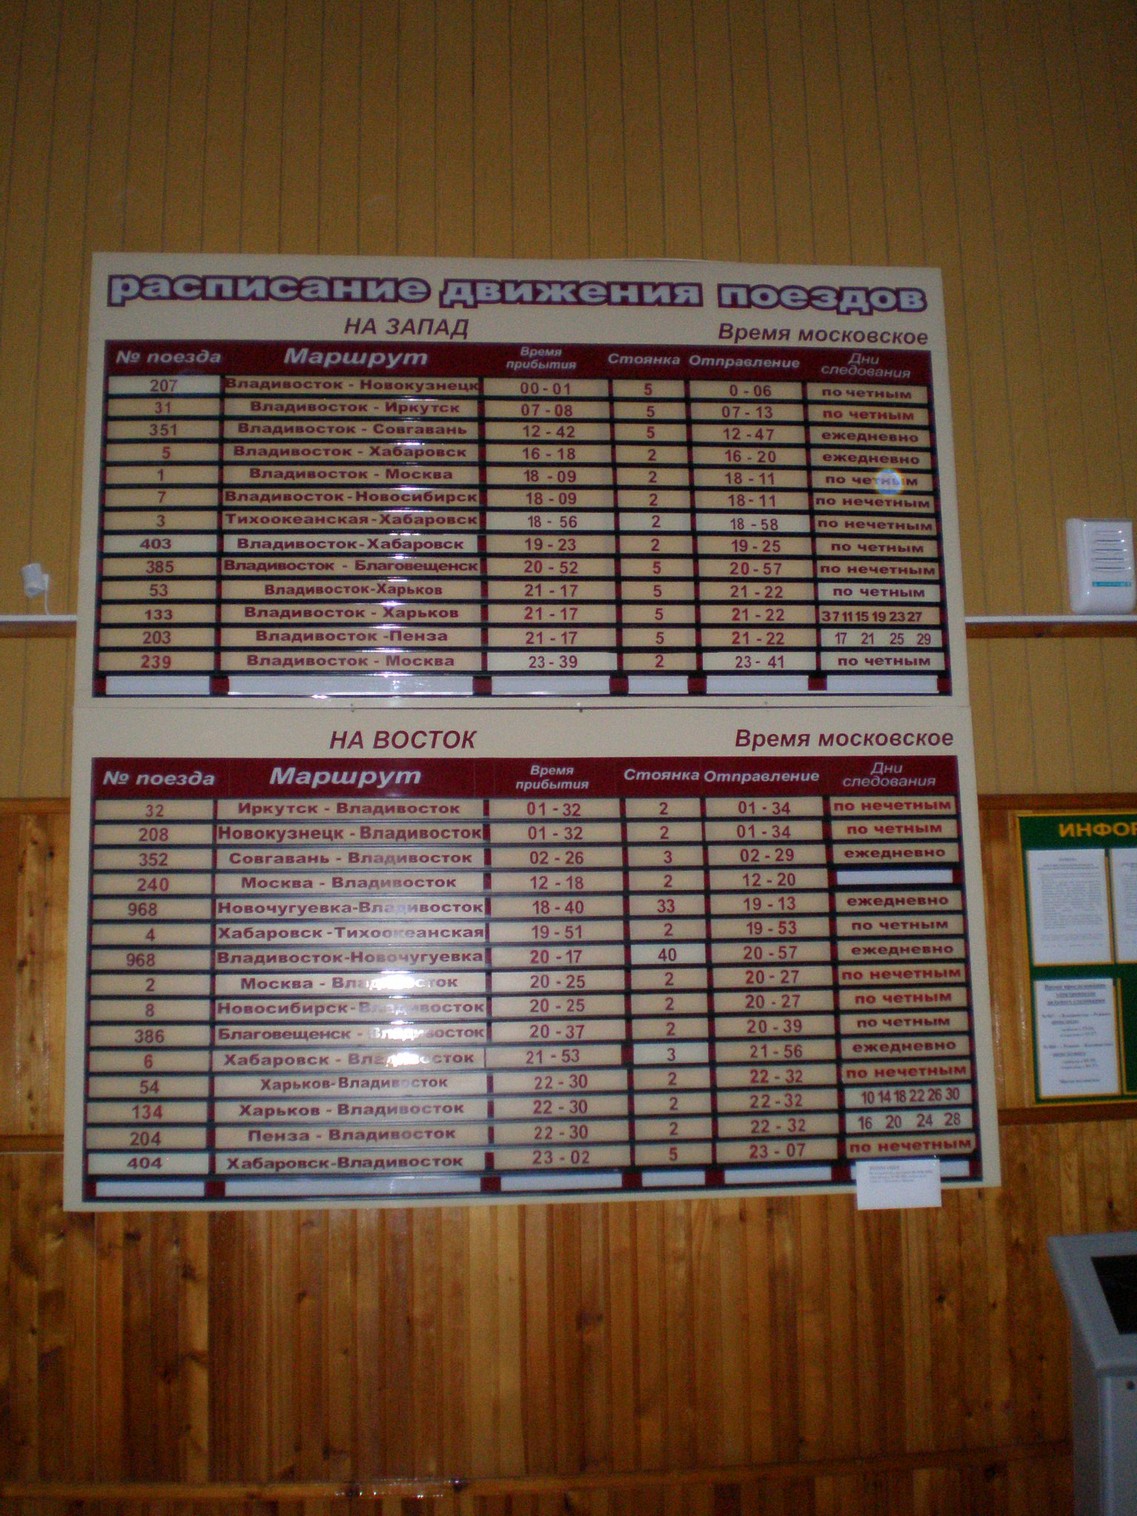 расписание движения поездов
НА ЗАПАД Время московское
№ поезда Маршрут Время прибытия Стоянка Отправление Дни следования
207 Владивосток - Новокузнецк 00 - 01 5 0 - 06 по четным
31 Владивосток - Иркутск 07 - 08 5 07 - 13 по четным
351 Владивосток - Совгавань 12 - 42 5 12 - 47 ежедневно
5 Владивосток - Хабаровск 16 - 18 2 16 - 20 ежедневно
1 Владивосток - Москва 18 - 09 2 18 - 11 по четным
7 Владивосток-Новосибирск 18 - 09 2 18- 11 по нечетным
3 Тихоокеанская-Хабаровск 18 - 56 2 18 - 58 по нечетным
403 Владивосток-Хабаровск 19 - 23 2 19 - 25 по четным
385 Владивосток - Благовещенск 20 - 52 5 20 - 57 по нечетным
53 Владивосток-Харьков 21 - 17 5 21 - 22 по четным
133 Владивосток - Харьков 21 - 17 5 21 - 22 3 7 11 15 19 23 27
203 Владивосток -Пенза 21 - 17 5 21 - 22 17 21 25 29
239 Владивосток - Москва 23 - 39 2 23 - 41 по четным
НА ВОСТОК Время московское
№ поезда Маршрут Время прибытия Стоянка Отправление Дни следования
32 Иркутск - Владивосток 01 - 32 2 01 - 34 по нечетным
208 Новокузнецк - Владивосток 01 - 32 2 01 - 34 по четным
352 Совгавань - Владивосток 02 - 26 3 02 - 29 ежедневно
240 Москва - Владивосток 12 - 18 2 12 - 20
968 Новочугуевка-Владивосток 18 - 40 33 19 - 13 ежедневно
4 Хабаровск -Тихоокеанская 19 - 51 2 19 - 53 по четным
968 Владивосток-Новочугуевка 20 - 17 40 20 - 57 ежедневно
2 Москва - Владивосток 20 - 25 2 20 - 27 по нечетным
8 Новосибирск- Владивосток 20 - 25 2 20 - 27 по четным
386 Благовещенск - Владивосток 20 - 37 2 20 - 39 по четным
6 Хабаровск - Владивосток 21 - 53 3 21 - 56 ежедневно
54 Харьков-Владивосток 22 - 30 2 22 - 32 по нечетным
134 Харьков - Владивосток 22 - 30 2 22 - 32 10 14 18 22 26 30
204 Пенза - Владивосток 22 - 30 2 22 - 32 16 20 24 28
404 Хабаровск-Владивосток 23 - 02 5 23 - 07 по нечетным